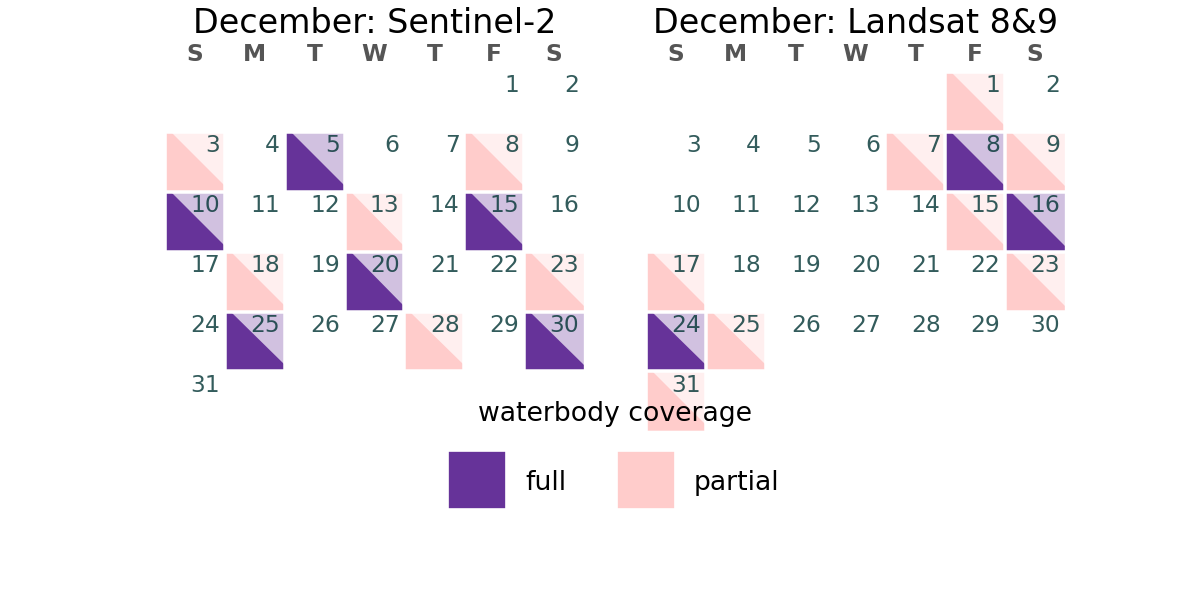 December: Sentinel-2
S M T W T F S
1 2
3 4 5 6 7 8 9
10 11 12 13 14 15 16
17 18 19 20 21 22 23
24 25 26 27 28 29 30
31
December: Landsat 8&9
S M T W T F S
1 2
3 4 5 6 7 8 9
10 11 12 13 14 15 16
17 18 19 20 21 22 23
24 25 26 27 28 29 30
31
waterbody coverage
full partial